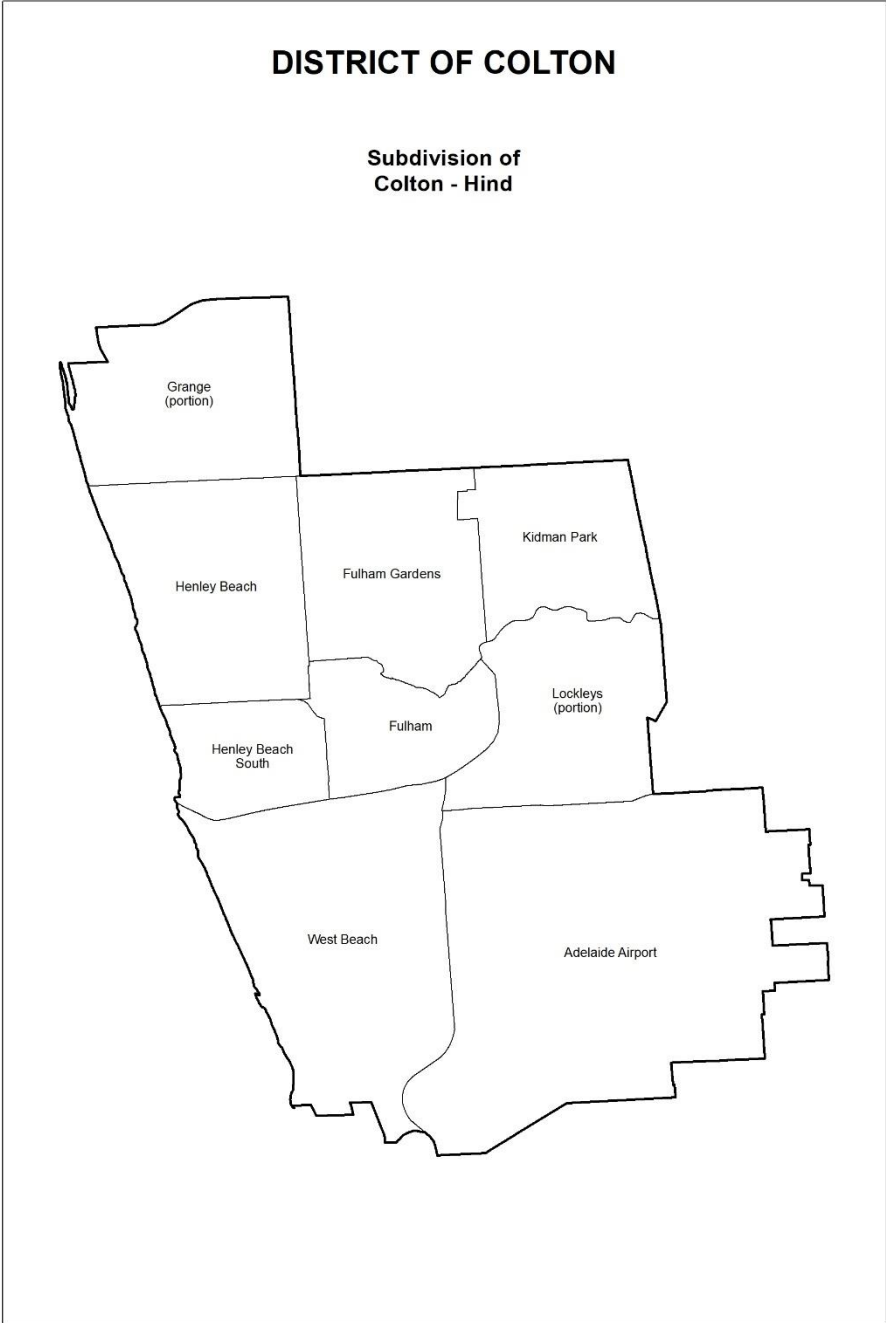 DISTRICT OF COLTON
Subdivision of
Colton - Hind
Grange
(portion)
Kidman Park
Fulham Gardens
Henley Beach
Lockleys
(portion)
Fulham
Henley Beach
South
West Beach
Adelaide Airport